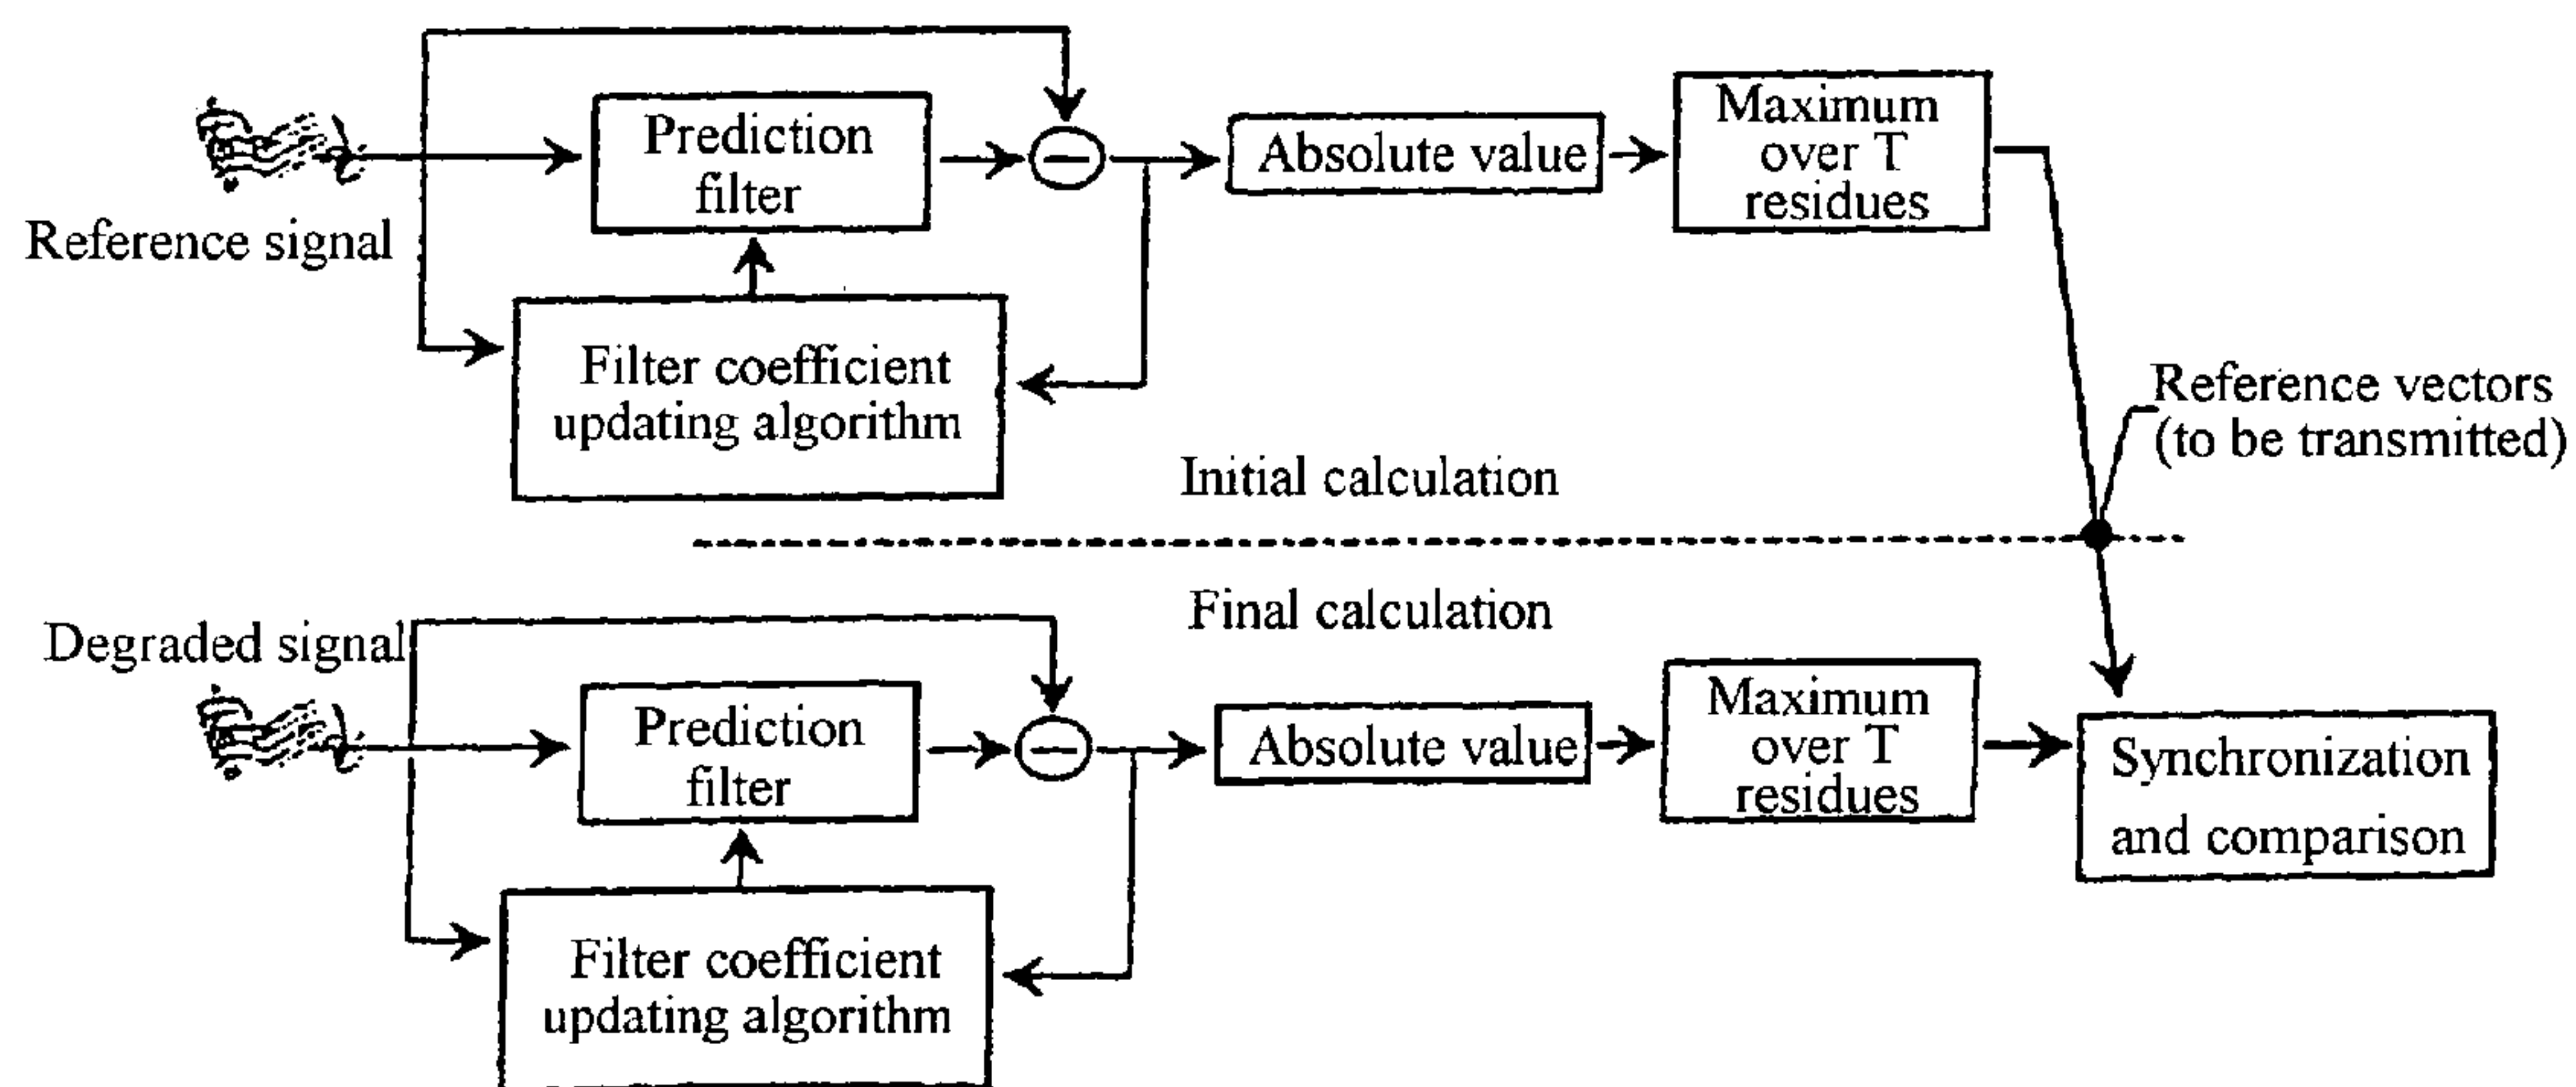 Prediction
filter
Reference signal
Filter coefficient
updating algorithm
Absolute value
Maximum
over T
residues
Reference vectors
(to be transmitted)
Initial calculation
Final calculation
Degraded signal
Prediction
filter
Filter coefficient
updating algorithm
Absolute value
Maximum
over T
residues
Synchronization
and comparison